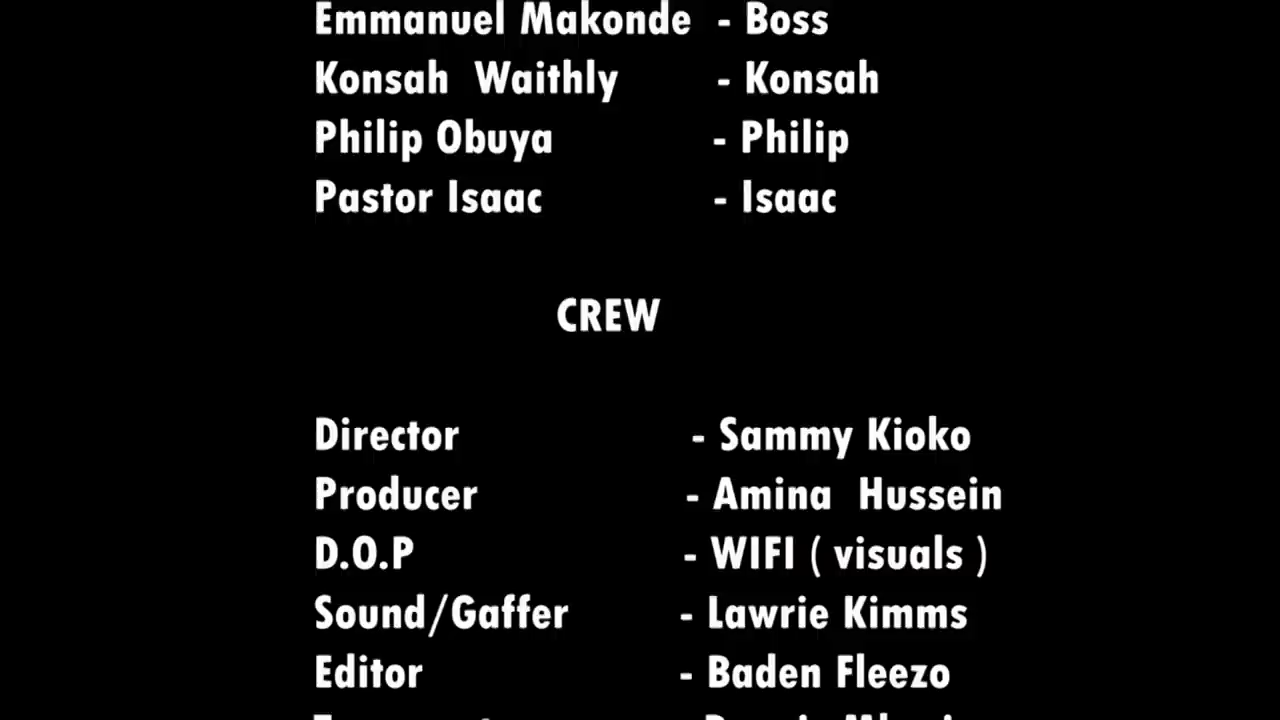 Emmanuel Makonde - Boss
Konsah Waithly - Konsah
Philip Obuya - Philip
Pastor Isaac - Isaac
CREW
Director - Sammy Kioko
Producer - Amina Hussein
D.O.P - WIFI ( visuals )
Sound/Gaffer - Lawrie Kimms
Editor - Baden Fleezo